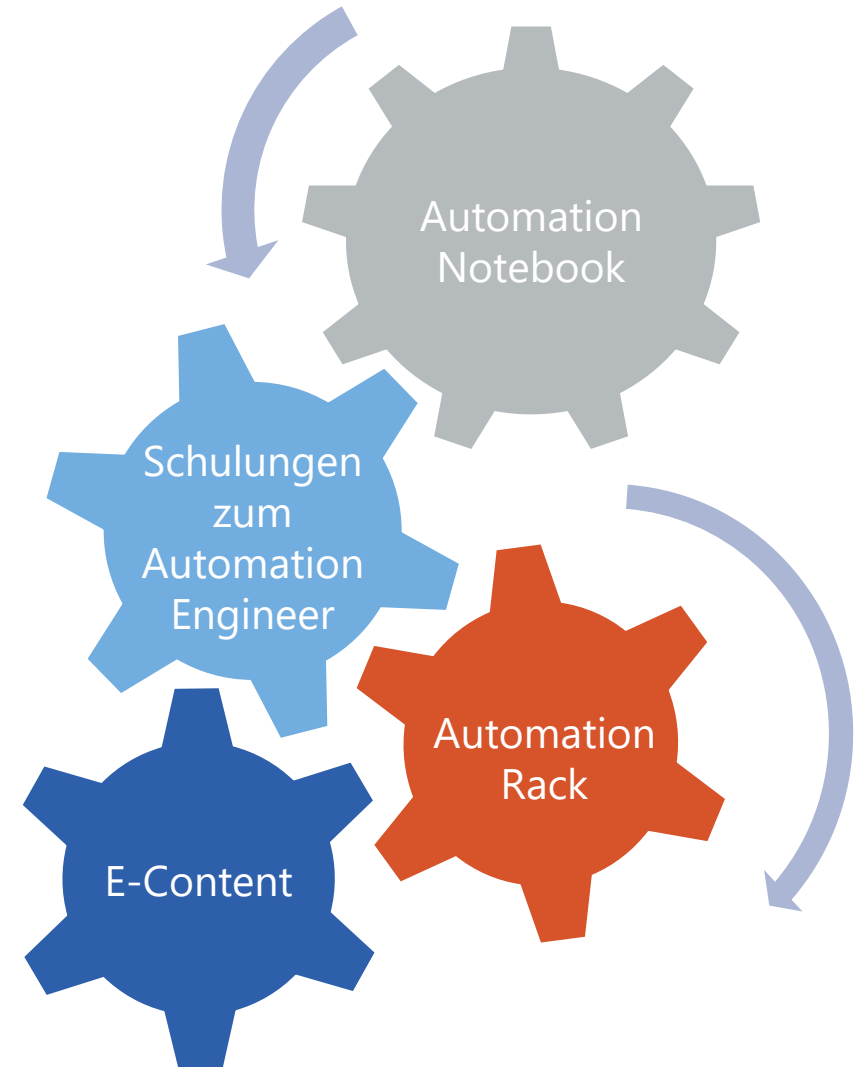 Automation
Notebook
Schulungen
zum
Automation
Engineer
Automation
Rack
E-Content